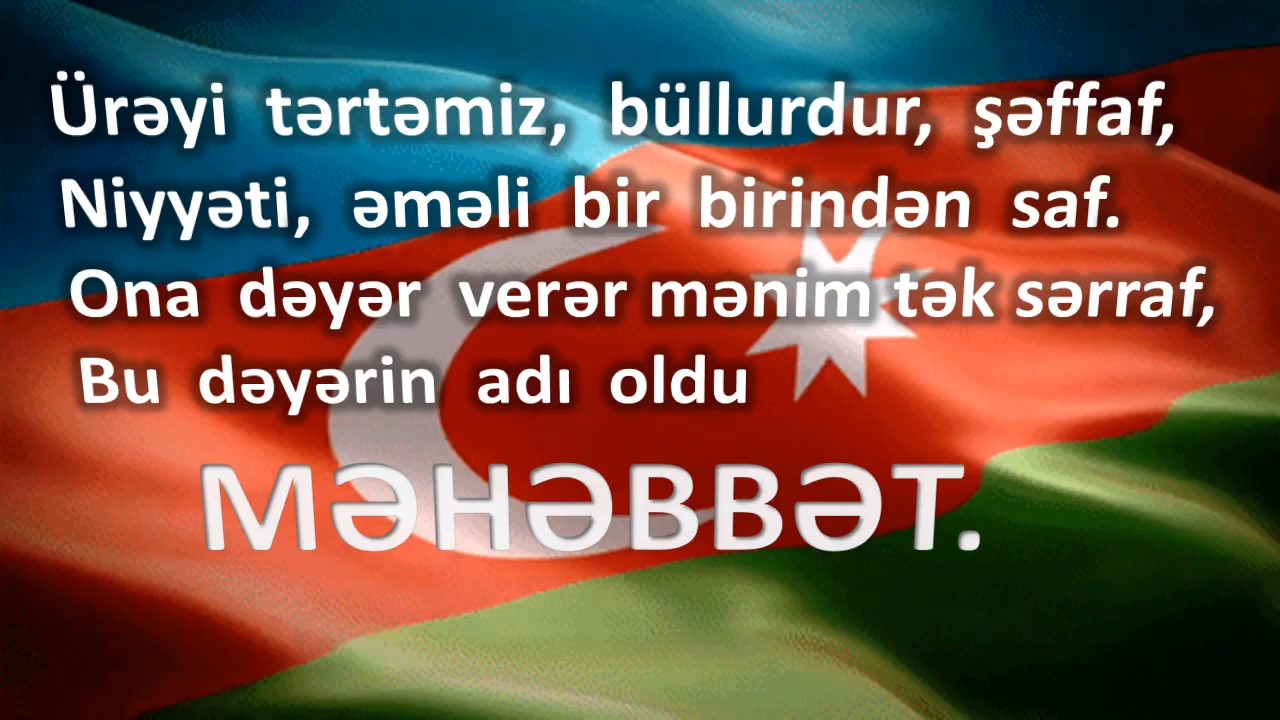 Ürəyi tərtəmiz, büllurdur, şəffaf,
Niyyəti, əməli bir birindən saf.
Ona dəyər verər mənim tək sərraf,
Bu dəyərin adı oldu
MƏHƏBBƏT.